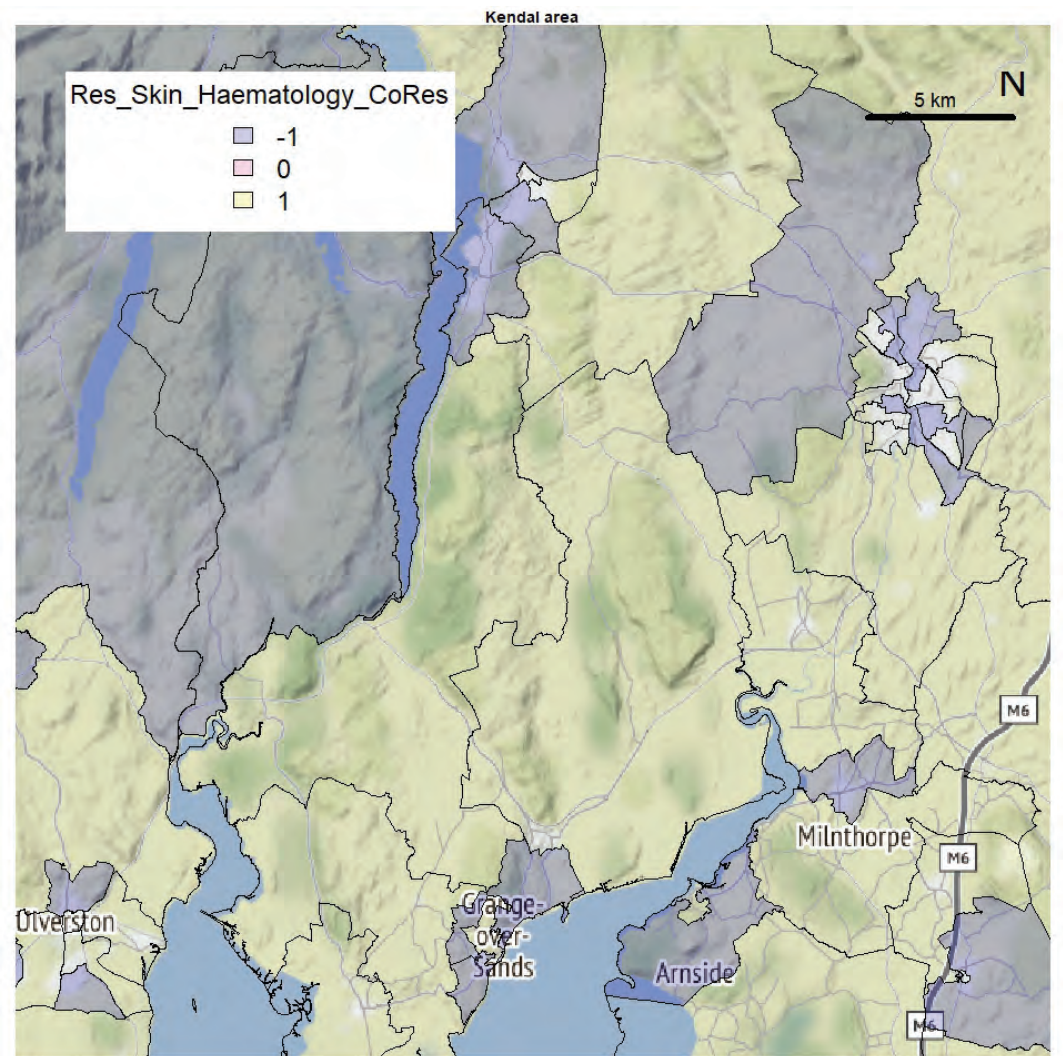 Kendal area
Res_Skin_Haematology_CoRes
-1
0
1
N
5 km
M6
Milnthorpe
M6
Grange-
over-
Sands
Ulverston
Arnside
M6